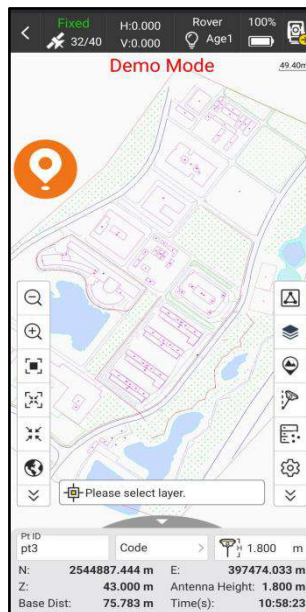 Fixed
32/40
H:0.000
V:0.000
Rover
Age1
100%
Demo Mode
49.40m
Please select layer.
Pt ID
pt3
Code
H
1.800 m
N: 2544887.444 m E: 397474.033 m
Z: 43.000 m Antenna Height: 1.800 m
Base Dist: 75.783 m Time(s): 10:59:23